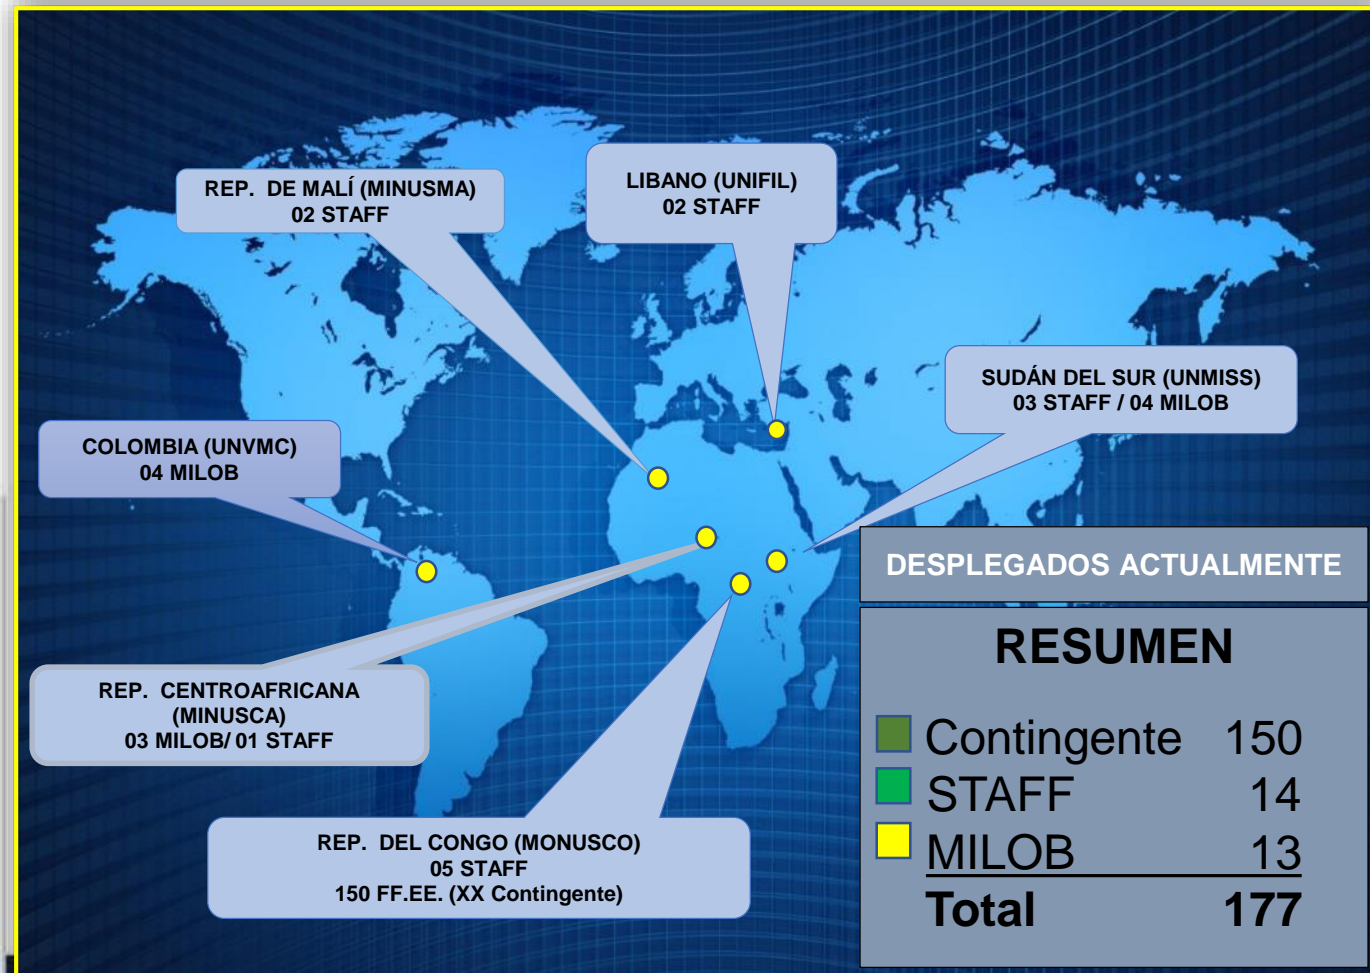 REP.  DE MALÍ (MINUSMA)
02 STAFF
LIBANO (UNIFIL)
02 STAFF
SUDÁN DEL SUR (UNMISS)
03 STAFF / 04 MILOB
COLOMBIA (UNVMC)
04 MILOB
REP.  CENTROAFRICANA
(MINUSCA)
03 MILOB/ 01 STAFF
REP.  DEL CONGO (MONUSCO)
05 STAFF
150 FF.EE. (XX Contingente)
DESPLEGADOS ACTUALMENTE
RESUMEN
Contingente 150
STAFF 14
MILOB 13
Total 177